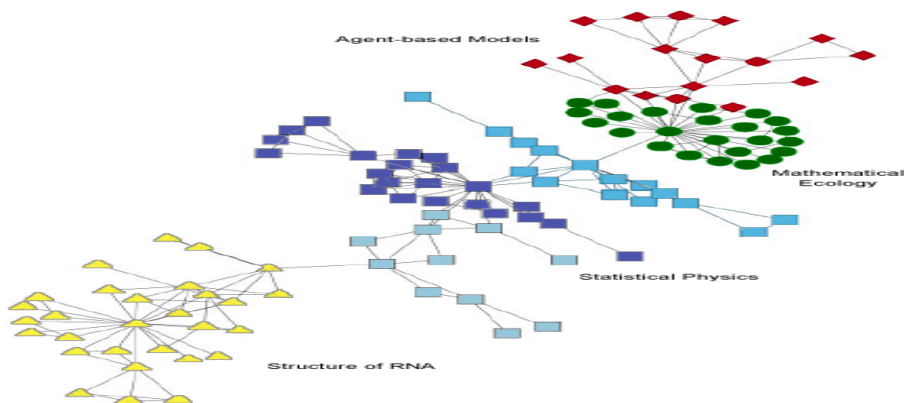 Agent-based Models
Mathematical
Ecology
Statistical Physics
Structure of RNA